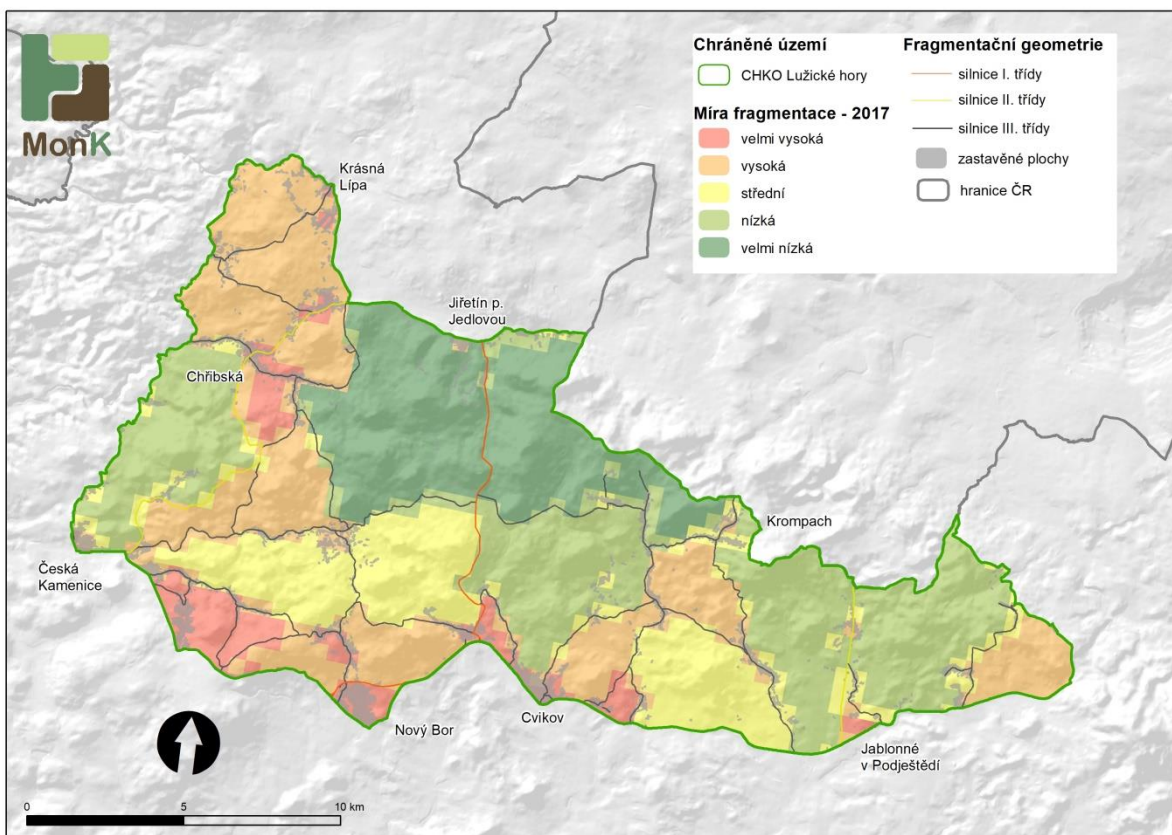 MonK
Chráněné území
CHKO Lužické hory
Míra fragmentace - 2017
velmi vysoká
vysoká
střední
nízká
velmi nízká
Fragmentační geometrie
silnice I. třídy
silnice II. třídy
silnice III. třídy
zastavěné plochy
hranice ČR
Krásná
Lípa
Jiřetín p.
Jedlovou
Chřibská
Krompach
Česká
Kamenice
Nový Bor
Cvikov
Jablonné
v Podještědí
0 5 10 km